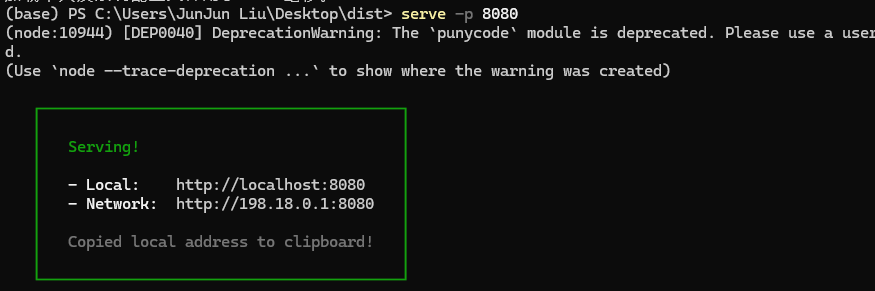 (base) PS C:\Users\JunJun Liu\Desktop\dist> serve -p 8080
(node:10944) [DEP0040] DeprecationWarning: The `punycode` module is deprecated. Please use a user
d.
(Use `node --trace-deprecation ...` to show where the warning was created)
Serving!
- Local: http://localhost:8080
- Network: http://198.18.0.1:8080
Copied local address to clipboard!